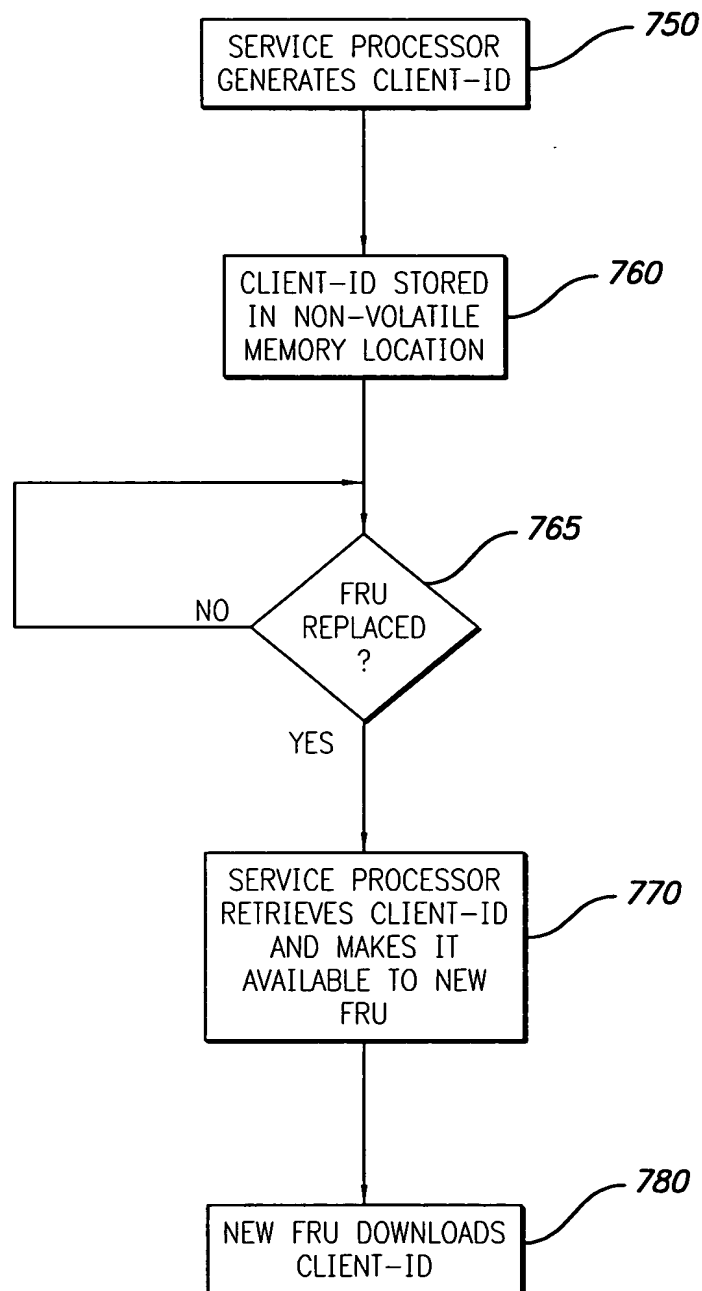 750
SERVICE PROCESSOR
GENERATES CLIENT-ID
760
CLIENT-ID STORED
IN NON-VOLATILE
MEMORY LOCATION
765
FRU
REPLACED
?
NO
YES
770
SERVICE PROCESSOR
RETRIEVES CLIENT-ID
AND MAKES IT
AVAILABLE TO NEW
FRU
780
NEW FRU DOWNLOADS
CLIENT-ID